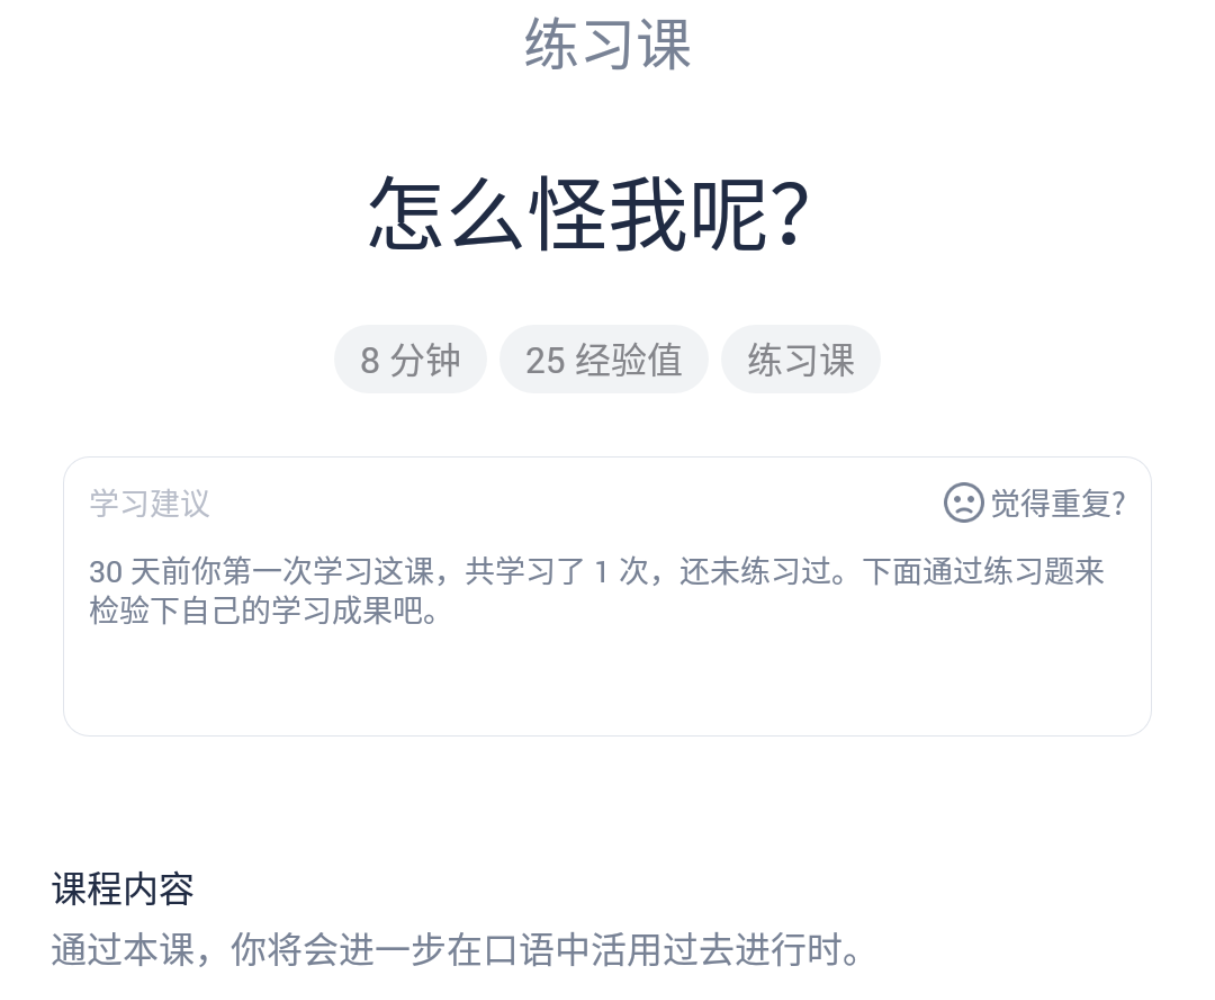 练习课
怎么怪我呢？
8 分钟
25 经验值
练习课
学习建议
觉得重复?
30 天前你第一次学习这课，共学习了 1 次，还未练习过。下面通过练习题来
检验下自己的学习成果吧。
课程内容
通过本课，你将会进一步在口语中活用过去进行时。